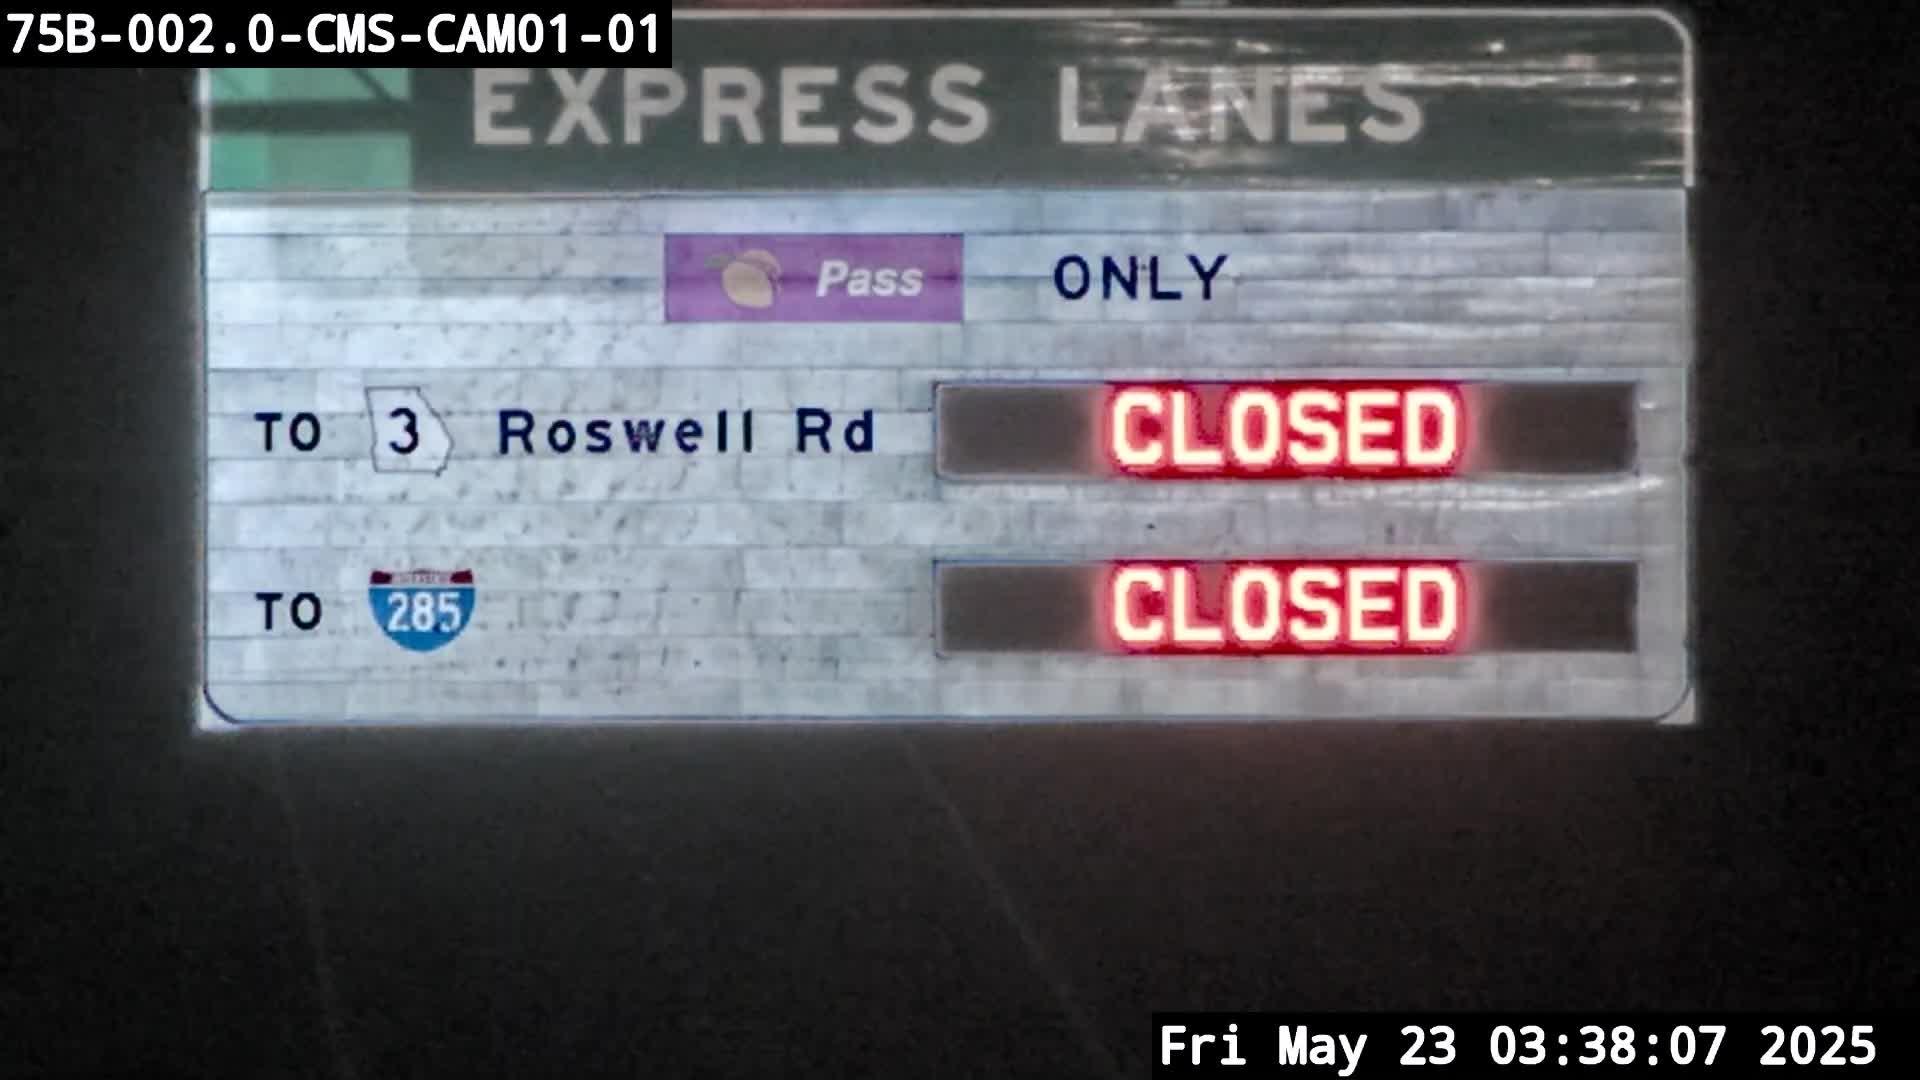 75B-002.0-CMS-CAM01-01
EXPRESS LANES
Pass ONLY
TO 3 Roswell Rd CLOSED
TO 285 CLOSED
Fri May 23 03:38:07 2025